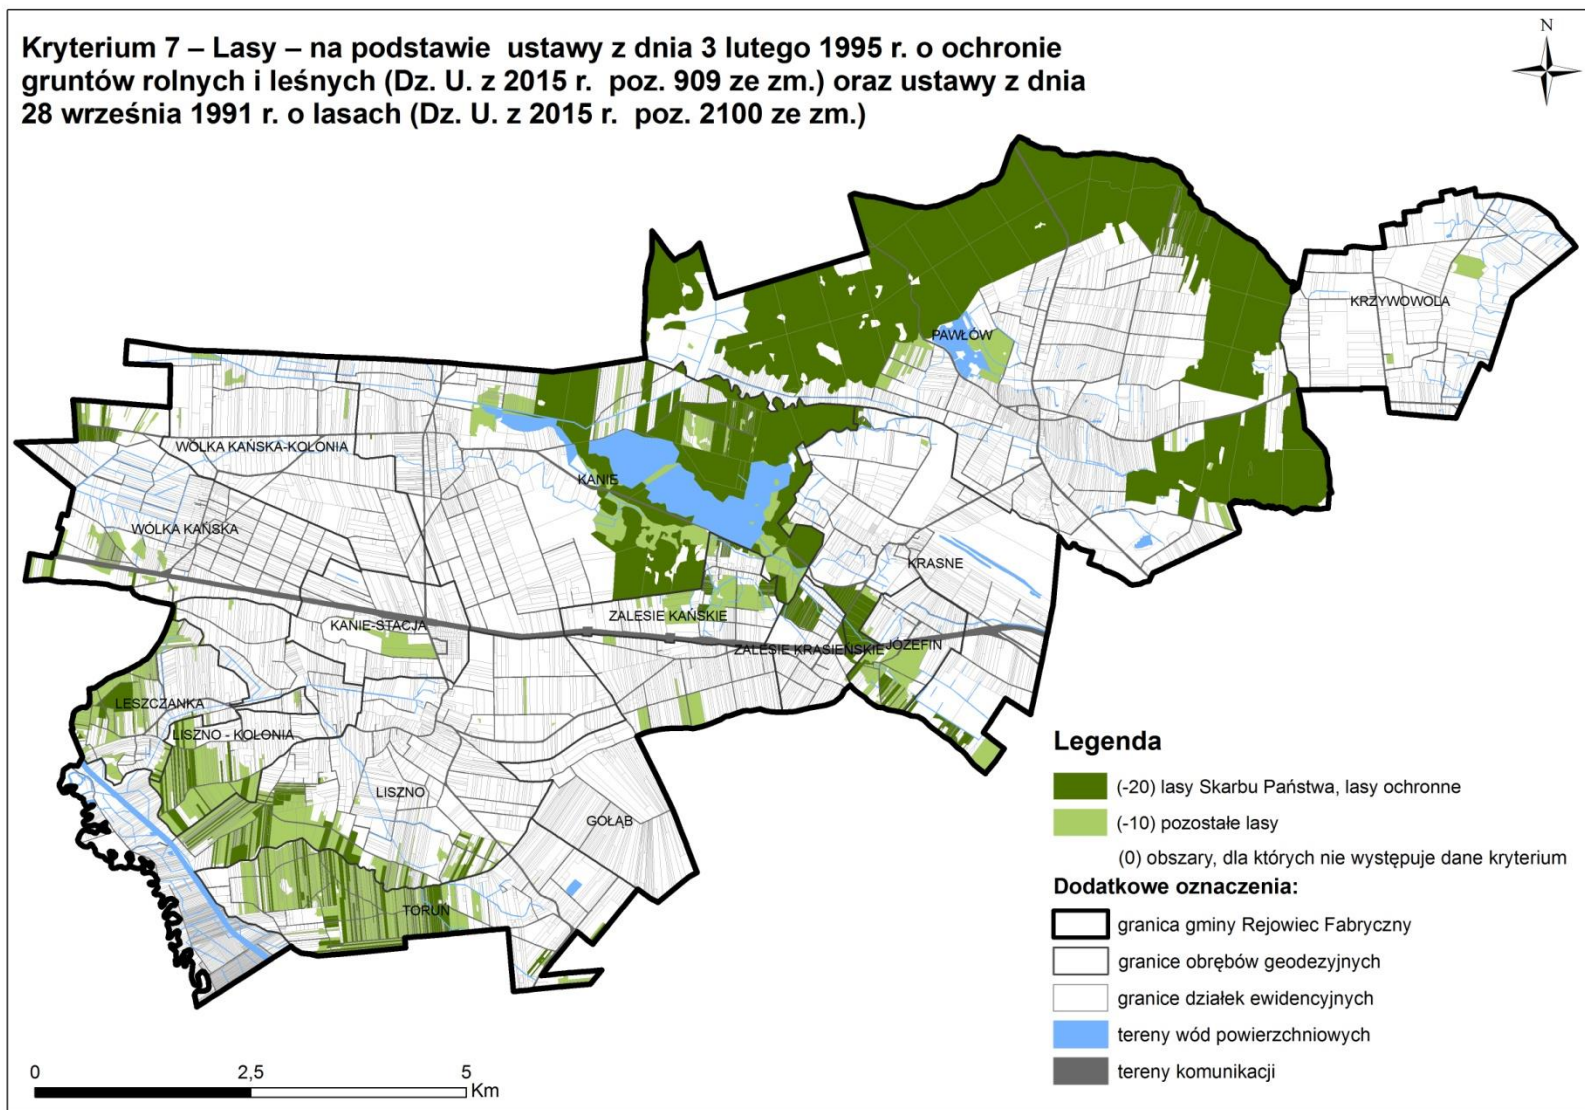 Kryterium 7 – Lasy – na podstawie ustawy z dnia 3 lutego 1995 r. o ochronie
gruntów rolnych i leśnych (Dz. U. z 2015 r. poz. 909 ze zm.) oraz ustawy z dnia
28 września 1991 r. o lasach (Dz. U. z 2015 r. poz. 2100 ze zm.)
N
KRZYWOWOLA
PAWŁÓW
WÓLKA KAŃSKA-KOLONIA
KANIE
WÓLKA KAŃSKA
KRASNE
ZALESIE KAŃSKIE
KANIE-STACJA
ZALESIE KRASIEŃSKIE
JÓZEFIN
LESZCZANKA
LISZNO - KOLONIA
LISZNO
GOŁĄB
TORUŃ
Legenda
(-20) lasy Skarbu Państwa, lasy ochronne
(-10) pozostałe lasy
(0) obszary, dla których nie występuje dane kryterium
Dodatkowe oznaczenia:
granica gminy Rejowiec Fabryczny
granice obrębów geodezyjnych
granice działek ewidencyjnych
tereny wód powierzchniowych
tereny komunikacji
0 2,5 5
Km